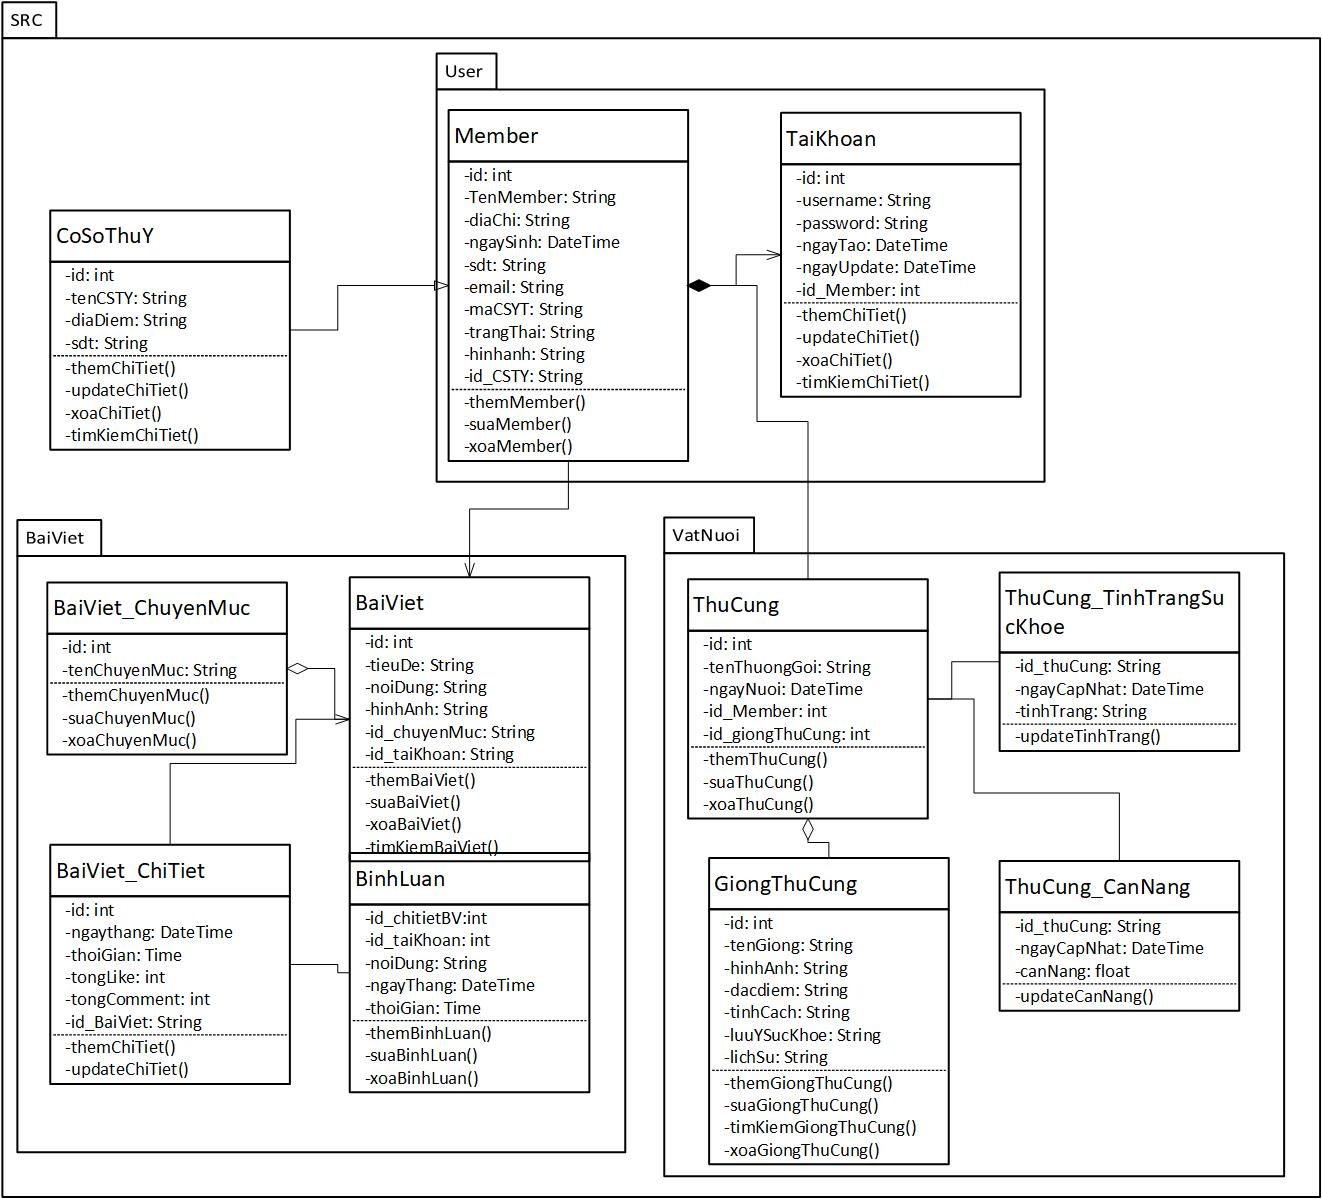 SRC
User
Member
-id: int
-TenMember: String
-diaChi: String
-ngaySinh: DateTime
-sdt: String
-email: String
-maCSYT: String
-trangThai: String
-hinhanh: String
-id_CSTY: String
-themMember()
-suaMember()
-xoaMember()
TaiKhoan
-id: int
-username: String
-password: String
-ngayTao: DateTime
-ngayUpdate: DateTime
-id_Member: int
-themChiTiet()
-updateChiTiet()
-xoaChiTiet()
-timKiemChiTiet()
CoSoThuY
-id: int
-tenCSTY: String
-diaDiem: String
-sdt: String
-themChiTiet()
-updateChiTiet()
-xoaChiTiet()
-timKiemChiTiet()
BaiViet
BaiViet_ChuyenMuc
-id: int
-tenChuyenMuc: String
-themChuyenMuc()
-suaChuyenMuc()
-xoaChuyenMuc()
BaiViet
-id: int
-tieuDe: String
-noiDung: String
-hinhAnh: String
-id_chuyenMuc: String
-id_taiKhoan: String
-themBaiViet()
-suaBaiViet()
-xoaBaiViet()
-timKiemBaiViet()
BaiViet_ChiTiet
-id: int
-ngaythang: DateTime
-thoiGian: Time
-tongLike: int
-tongComment: int
-id_BaiViet: String
-themChiTiet()
-updateChiTiet()
BinhLuan
-id_chitietBV:int
-id_taiKhoan: int
-noiDung: String
-ngayThang: DateTime
-thoiGian: Time
-themBinhLuan()
-suaBinhLuan()
-xoaBinhLuan()
VatNuoi
ThuCung
-id: int
-tenThuongGoi: String
-ngayNuoi: DateTime
-id_Member: int
-id_giongThuCung: int
-themThuCung()
-suaThuCung()
-xoaThuCung()
ThuCung_TinhTrangSu
cKhoe
-id_thuCung: String
-ngayCapNhat: DateTime
-tinhTrang: String
-updateTinhTrang()
GiongThuCung
-id: int
-tenGiong: String
-hinhAnh: String
-dacdiem: String
-tinhCach: String
-luuYSucKhoe: String
-lichSu: String
-themGiongThuCung()
-suaGiongThuCung()
-timKiemGiongThuCung()
-xoaGiongThuCung()
ThuCung_CanNang
-id_thuCung: String
-ngayCapNhat: DateTime
-canNang: float
-updateCanNang()